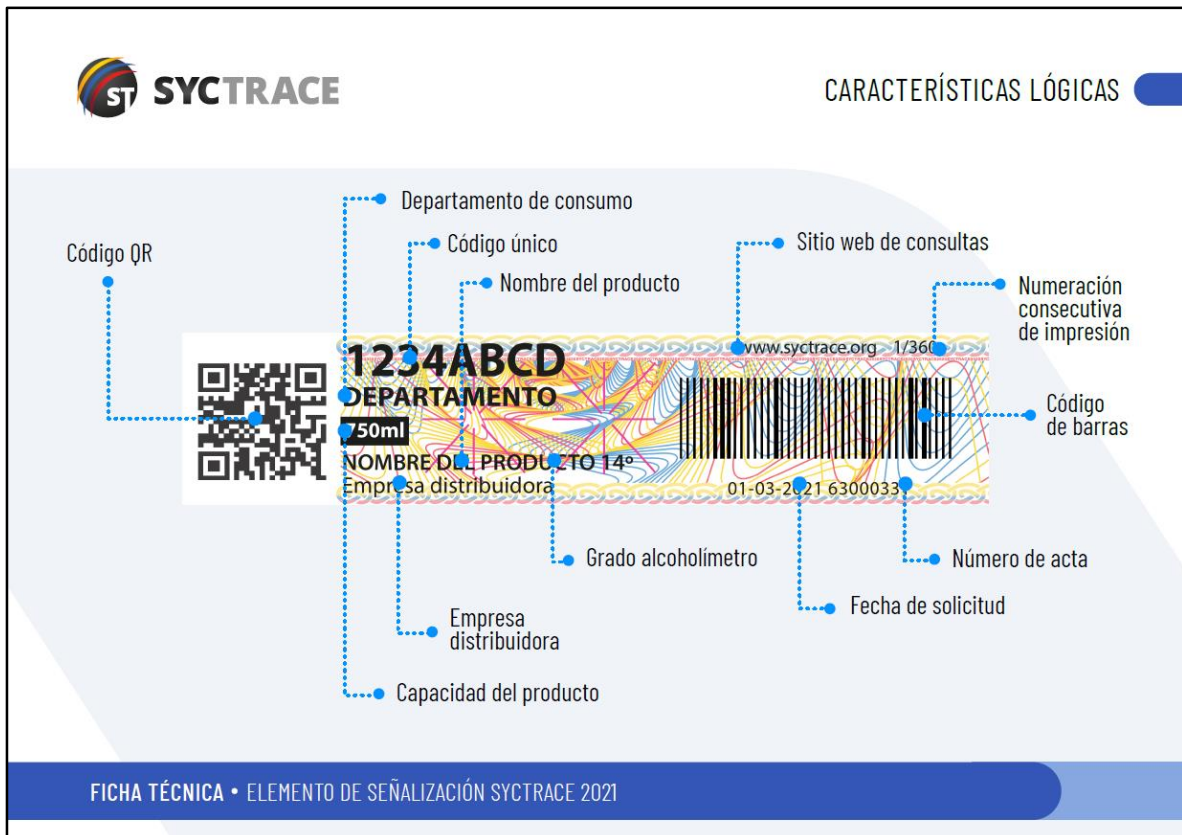 ST SYCTRACE
CARACTERÍSTICAS LÓGICAS
Departamento de consumo
Código único
Nombre del producto
Código QR
Sitio web de consultas
Numeración
consecutiva
de impresión
1234ABCD
www.syctrace.org 1/360
DEPARTAMENTO
750ml
Código
de barras
NOMBRE DEL PRODUCTO 14º
Empresa distribuidora
01-03-2021 6300033
Grado alcoholímetro
Número de acta
Fecha de solicitud
Empresa
distribuidora
Capacidad del producto
FICHA TÉCNICA • ELEMENTO DE SEÑALIZACIÓN SYCTRACE 2021